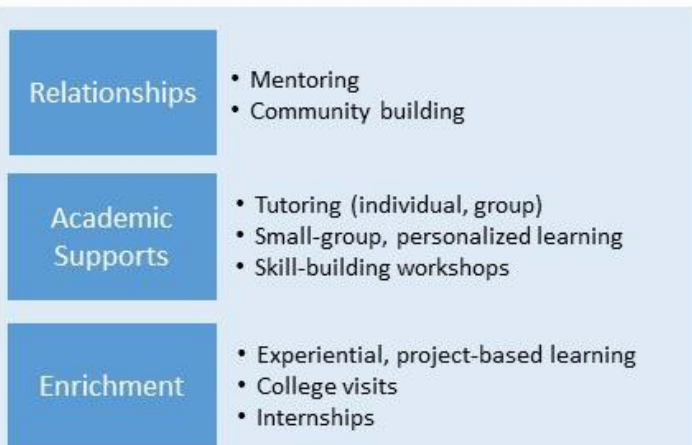 Relationships
• Mentoring
• Community building
Academic
Supports
• Tutoring (individual, group)
• Small-group, personalized learning
• Skill-building workshops
Enrichment
• Experiential, project-based learning
• College visits
• Internships